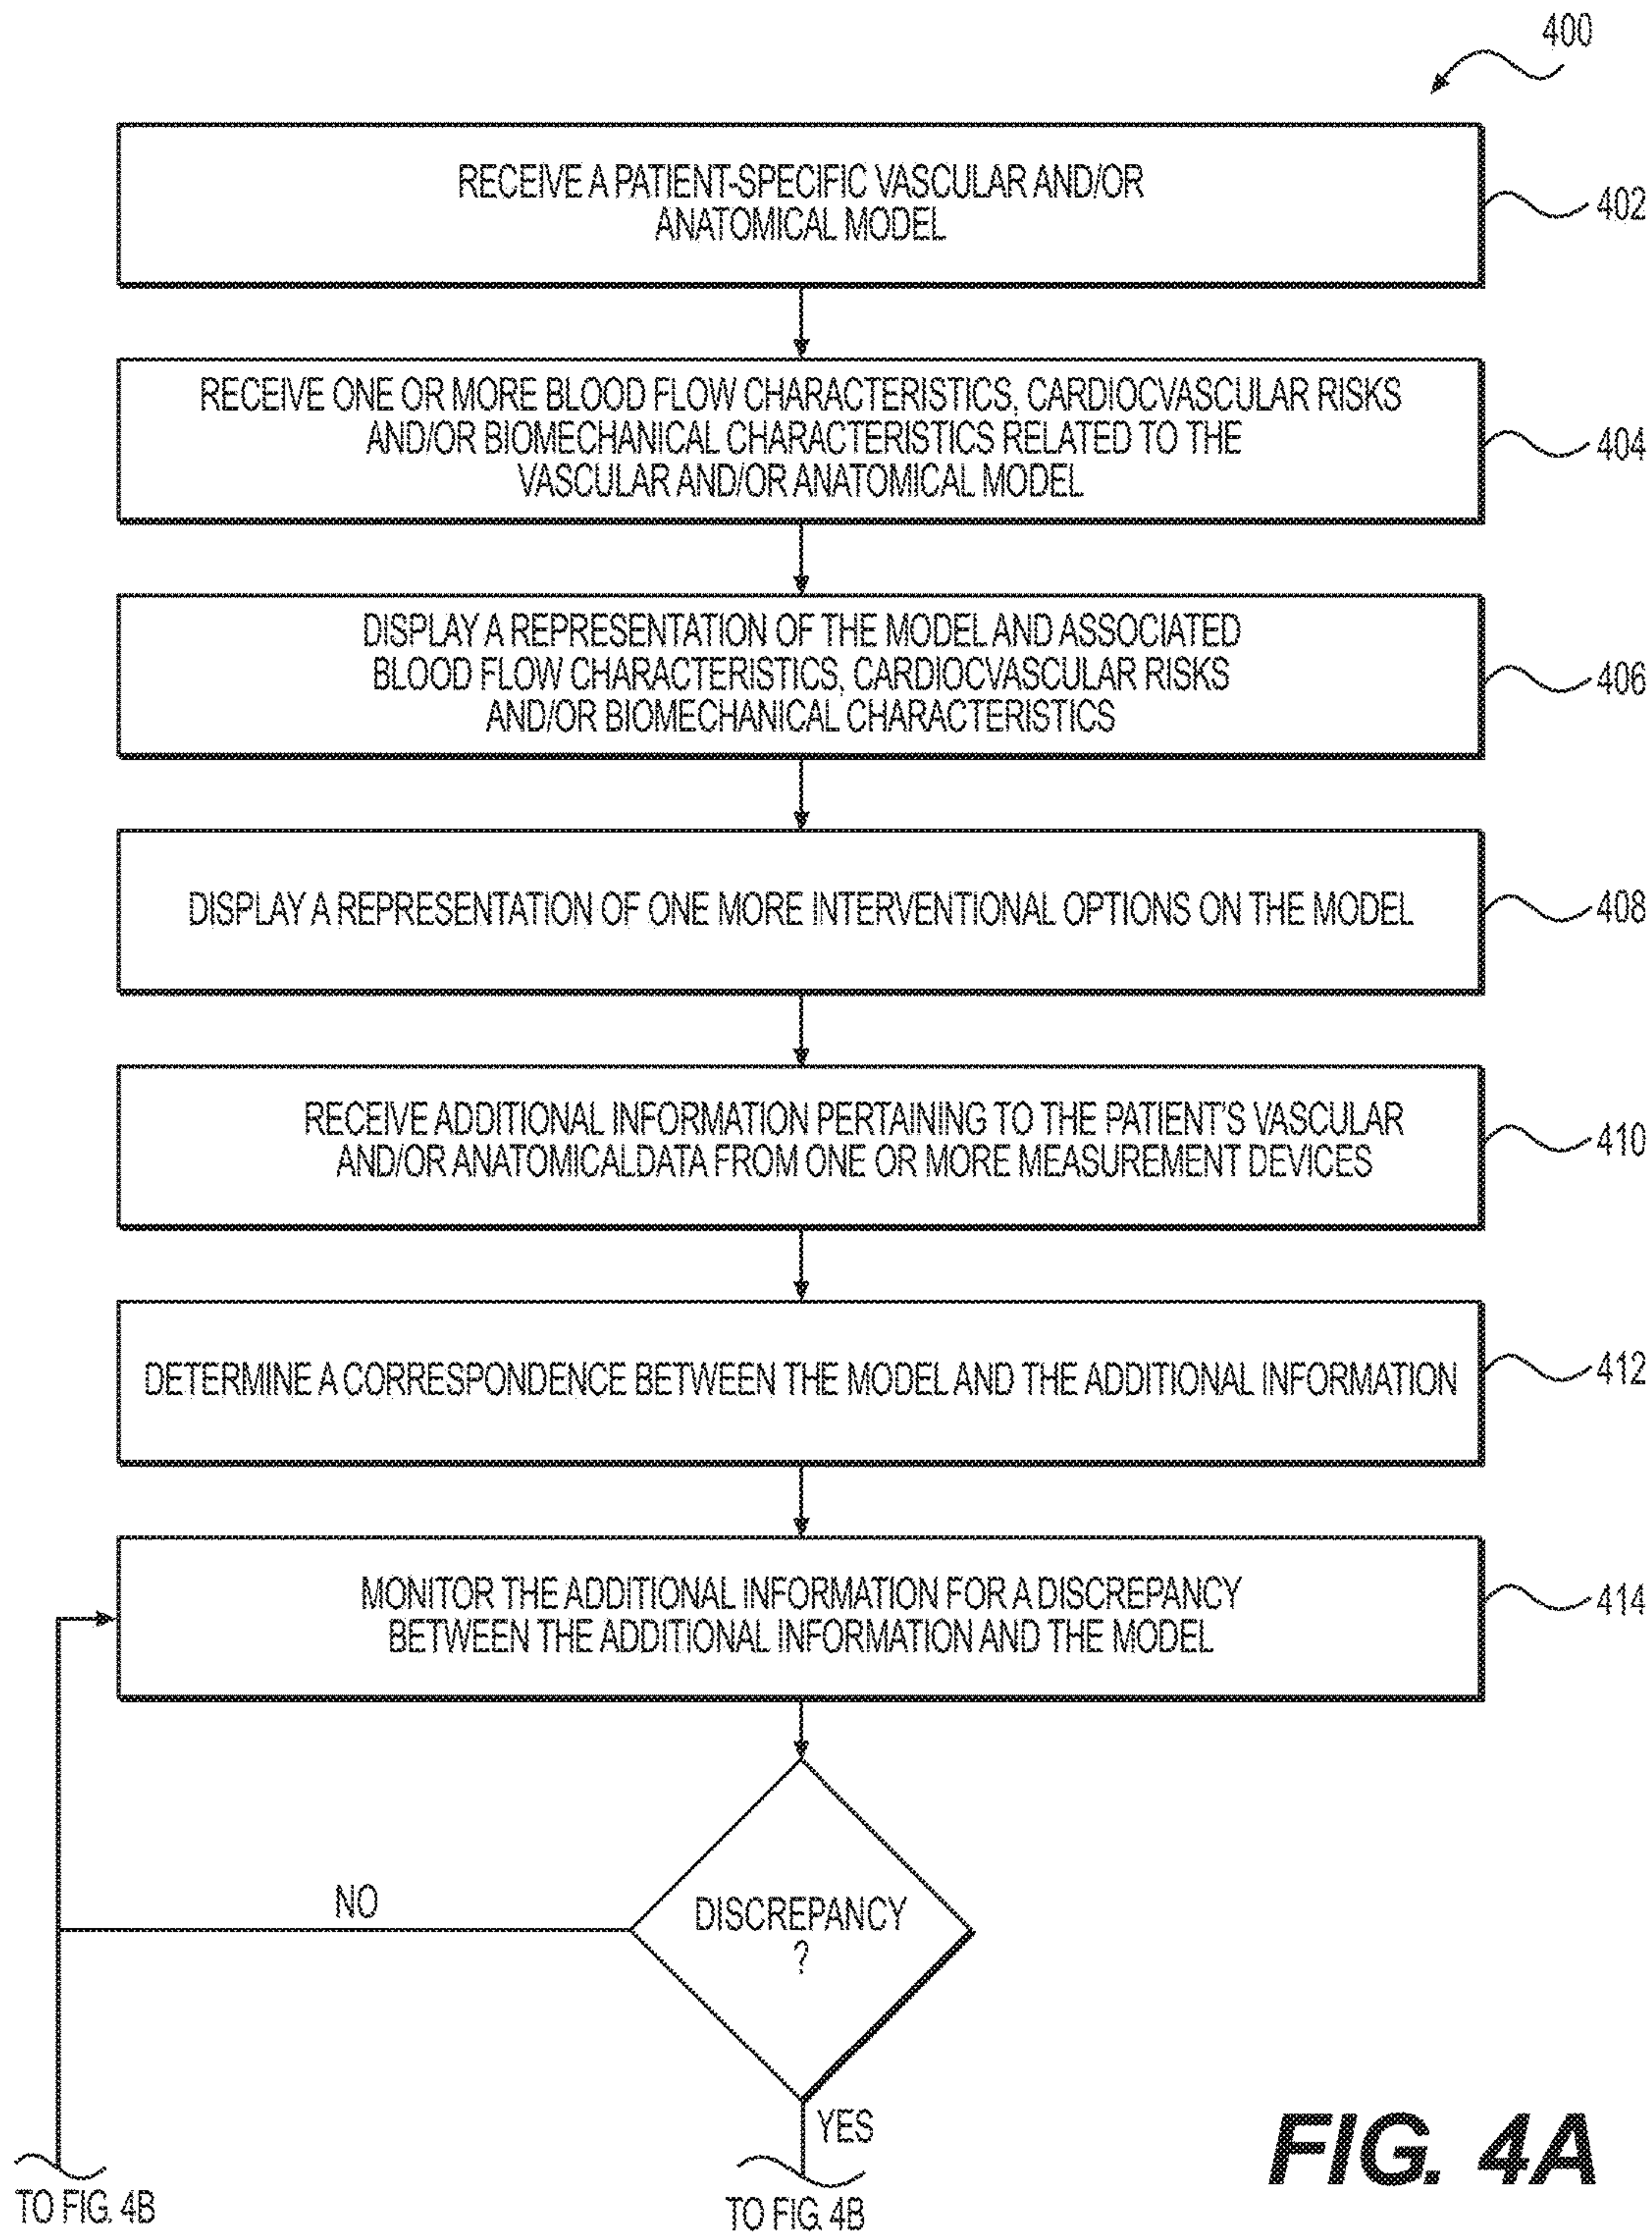 400
RECEIVE A PATIENT-SPECIFIC VASCULAR AND/OR
ANATOMICAL MODEL
402
RECEIVE ONE OR MORE BLOOD FLOW CHARACTERISTICS, CARDIOCVASCULAR RISKS
AND/OR BIOMECHANICAL CHARACTERISTICS RELATED TO THE
VASCULAR AND/OR ANATOMICAL MODEL
404
DISPLAY A REPRESENTATION OF THE MODEL AND ASSOCIATED
BLOOD FLOW CHARACTERISTICS, CARDIOCVASCULAR RISKS
AND/OR BIOMECHANICAL CHARACTERISTICS
406
DISPLAY A REPRESENTATION OF ONE MORE INTERVENTIONAL OPTIONS ON THE MODEL
408
RECEIVE ADDITIONAL INFORMATION PERTAINING TO THE PATIENT'S VASCULAR
AND/OR ANATOMICALDATA FROM ONE OR MORE MEASUREMENT DEVICES
410
DETERMINE A CORRESPONDENCE BETWEEN THE MODEL AND THE ADDITIONAL INFORMATION
412
MONITOR THE ADDITIONAL INFORMATION FOR A DISCREPANCY
BETWEEN THE ADDITIONAL INFORMATION AND THE MODEL
414
NO
DISCREPANCY
?
YES
TO FIG. 4B
TO FIG. 4B
FIG. 4A